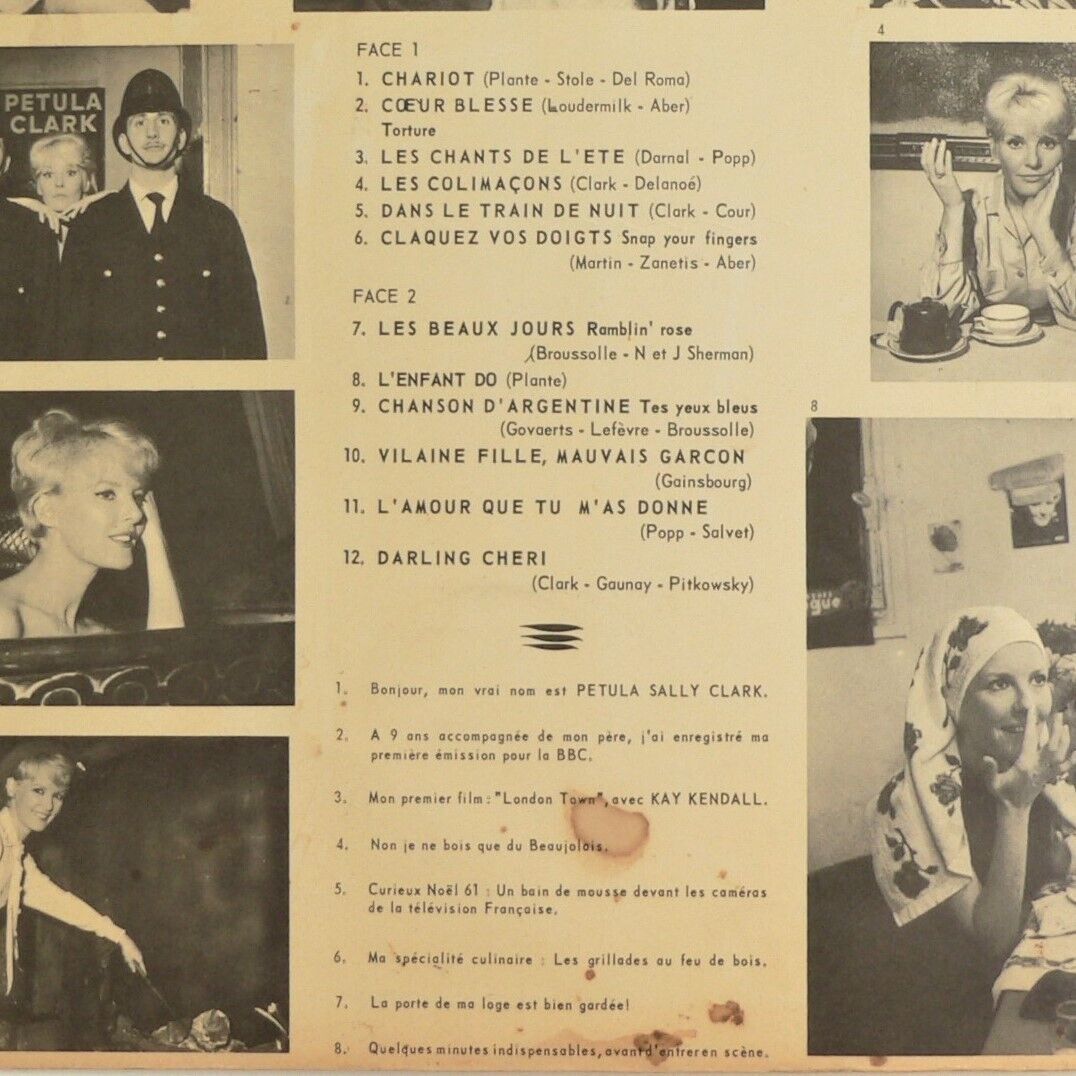 4
PETULA
CLARK
FACE 1
1. CHARIOT (Plante - Stole - Del Roma)
2. CŒUR BLESSE (Loudermilk - Aber)
Torture
3. LES CHANTS DE L'ETE (Darnal - Popp)
4. LES COLIMAÇONS (Clark - Delanoé)
5. DANS LE TRAIN DE NUIT (Clark - Cour)
6. CLAQUEZ VOS DOIGTS Snap your fingers
(Martin - Zanetis - Aber)
FACE 2
7. LES BEAUX JOURS Ramblin' rose
(Broussolle - N et J Sherman)
8. L'ENFANT DO (Plante)
9. CHANSON D'ARGENTINE Tes yeux bleus
(Govaerts - Lefèvre - Broussolle)
10. VILAINE FILLE, MAUVAIS GARCON
(Gainsbourg)
11. L'AMOUR QUE TU M'AS DONNE
(Popp - Salvet)
12. DARLING CHERI
(Clark - Gaunay - Pitkowsky)
1. Bonjour, mon vrai nom est PETULA SALLY CLARK.
2. A 9 ans accompagnée de mon père, j'ai enregistré ma
première émission pour la BBC.
3. Mon premier film : "London Town", avec KAY KENDALL.
4. Non je ne bois que du Beaujolais.
5. Curieux Noël 61 : Un bain de mousse devant les caméras
de la télévision Française.
6. Ma spécialité culinaire : Les grillades au feu de bois.
7. La porte de ma loge est bien gardée!
8. Quelques minutes indispensables, avant d'entrer en scène.
8